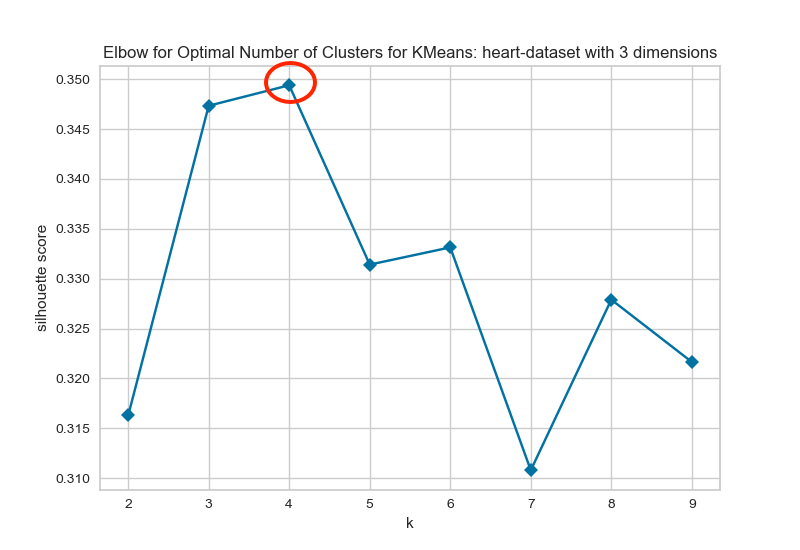 Elbow for Optimal Number of Clusters for KMeans: heart-dataset with 3 dimensions
0.350
0.345
0.340
0.335
0.330
0.325
0.320
0.315
0.310
silhouette score
2 3 4 5 6 7 8 9
k